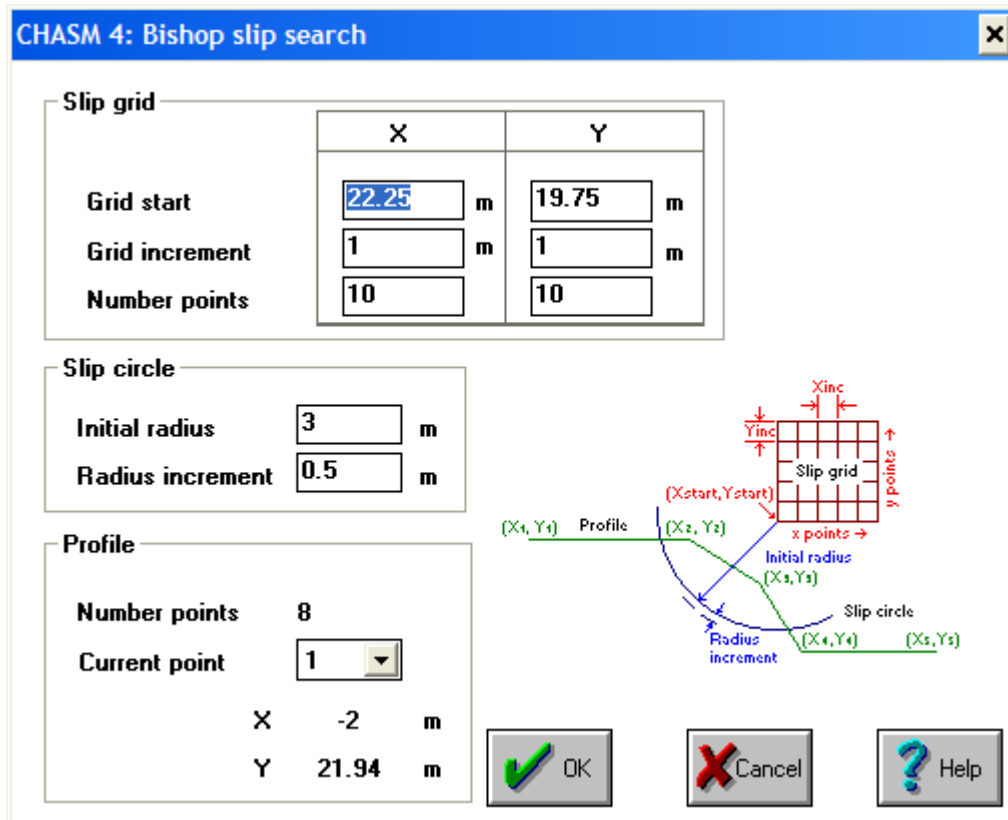 CHASM 4: Bishop slip search
Slip grid
X Y
Grid start 22.25 m 19.75 m
Grid increment 1 m 1 m
Number points 10 10
Slip circle
Initial radius 3 m
Radius increment 0.5 m
Profile
Number points 8
Current point 1
X -2 m
Y 21.94 m
Xinc
Yinc
Slip grid
y points →
(Xstart,Ystart)
x points →
(X₁, Y₁) Profile (X₂, Y₂)
Initial radius
(X₃,Y₃)
Slip circle
Radius increment
(X₄,Y₄) (X₅,Y₅)
OK Cancel Help